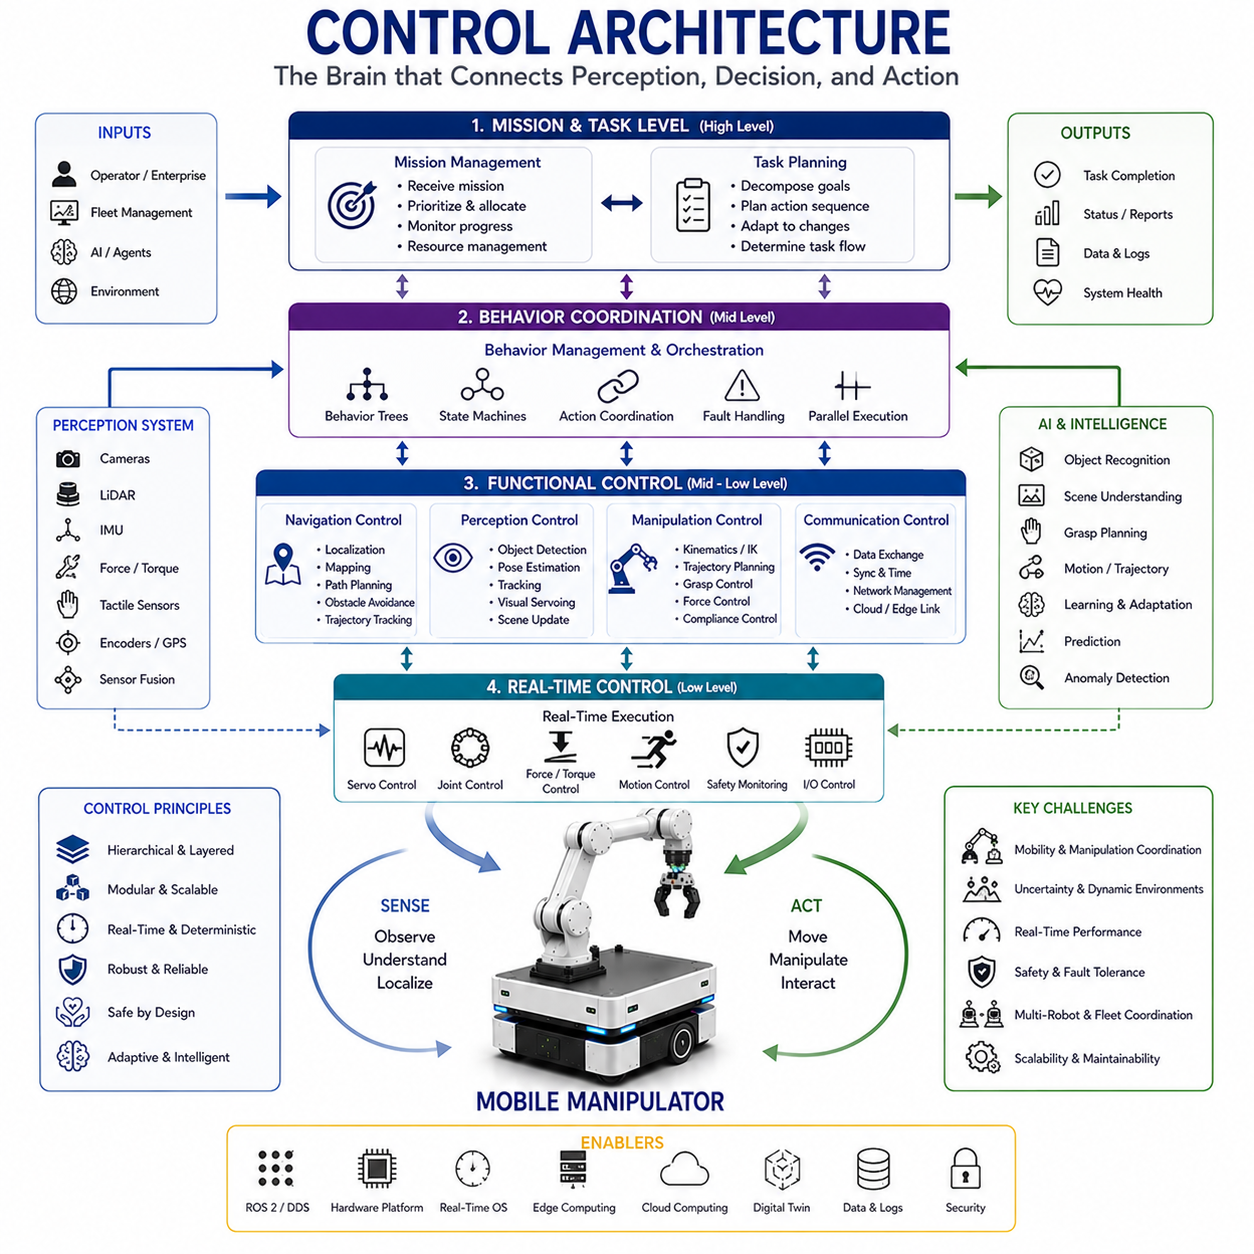 CONTROL ARCHITECTURE
The Brain that Connects Perception, Decision, and Action
INPUTS
Operator / Enterprise
Fleet Management
AI / Agents
Environment
1. MISSION & TASK LEVEL (High Level)
Mission Management
• Receive mission
• Prioritize & allocate
• Monitor progress
• Resource management
Task Planning
• Decompose goals
• Plan action sequence
• Adapt to changes
• Determine task flow
OUTPUTS
Task Completion
Status / Reports
Data & Logs
System Health
2. BEHAVIOR COORDINATION (Mid Level)
Behavior Management & Orchestration
Behavior Trees
State Machines
Action Coordination
Fault Handling
Parallel Execution
PERCEPTION SYSTEM
Cameras
LiDAR
IMU
Force / Torque
Tactile Sensors
Encoders / GPS
Sensor Fusion
3. FUNCTIONAL CONTROL (Mid - Low Level)
Navigation Control
• Localization
• Mapping
• Path Planning
• Obstacle Avoidance
• Trajectory Tracking
Perception Control
• Object Detection
• Pose Estimation
• Tracking
• Visual Servoing
• Scene Update
Manipulation Control
• Kinematics / IK
• Trajectory Planning
• Grasp Control
• Force Control
• Compliance Control
Communication Control
• Data Exchange
• Sync & Time
• Network Management
• Cloud / Edge Link
AI & INTELLIGENCE
Object Recognition
Scene Understanding
Grasp Planning
Motion / Trajectory
Learning & Adaptation
Prediction
Anomaly Detection
4. REAL-TIME CONTROL (Low Level)
Real-Time Execution
Servo Control
Joint Control
Force / Torque
Control
Motion Control
Safety Monitoring
I/O Control
CONTROL PRINCIPLES
Hierarchical & Layered
Modular & Scalable
Real-Time & Deterministic
Robust & Reliable
Safe by Design
Adaptive & Intelligent
SENSE
Observe
Understand
Localize
ACT
Move
Manipulate
Interact
MOBILE MANIPULATOR
KEY CHALLENGES
Mobility & Manipulation Coordination
Uncertainty & Dynamic Environments
Real-Time Performance
Safety & Fault Tolerance
Multi-Robot & Fleet Coordination
Scalability & Maintainability
ENABLERS
ROS 2 / DDS
Hardware Platform
Real-Time OS
Edge Computing
Cloud Computing
Digital Twin
Data & Logs
Security